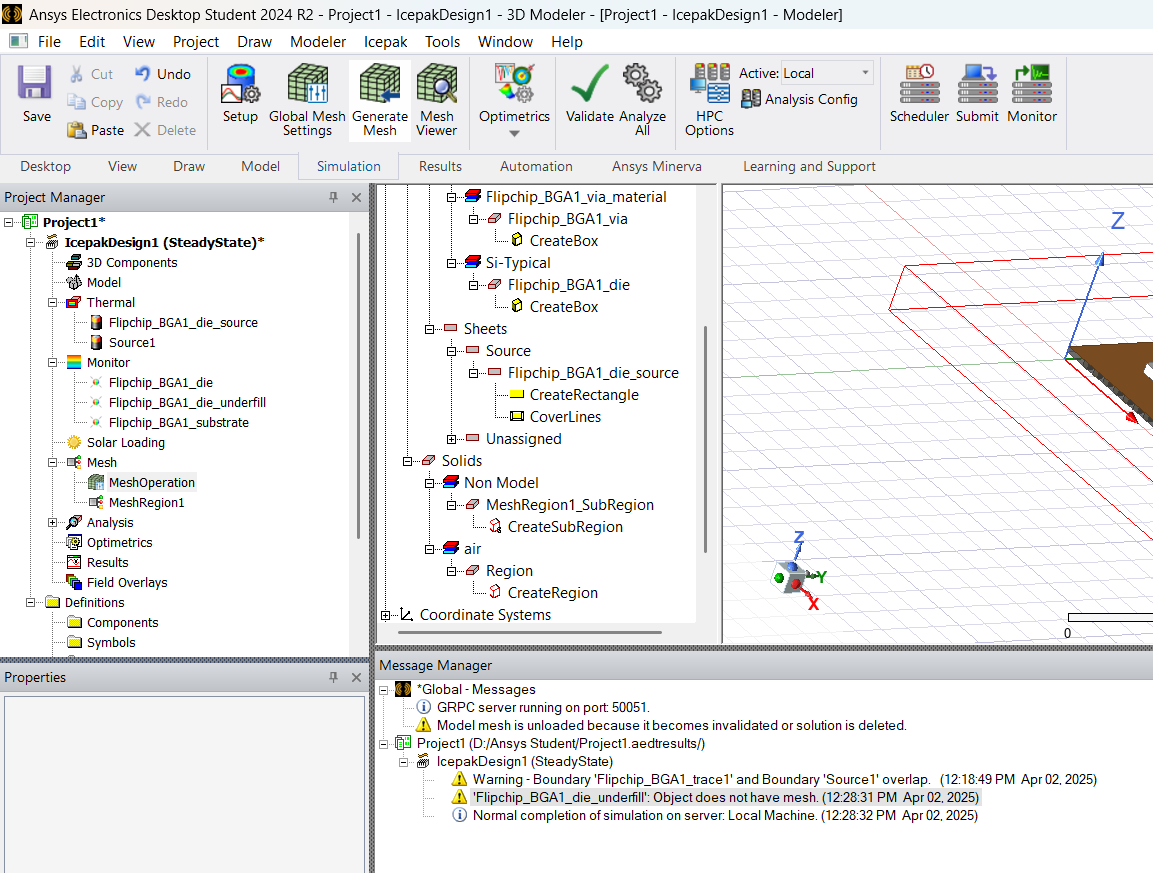 Ansys Electronics Desktop Student 2024 R2 - Project1 - IcepakDesign1 - 3D Modeler - [Project1 - IcepakDesign1 - Modeler]
File Edit View Project Draw Modeler Icepak Tools Window Help
Save
Cut
Copy
Paste
Undo
Redo
Delete
Setup
Global Mesh Settings
Generate Mesh
Mesh Viewer
Optimetrics
Validate
Analyze All
HPC Options
Active: Local
Analysis Config
Scheduler
Submit
Monitor
Desktop View Draw Model Simulation Results Automation Ansys Minerva Learning and Support
Project Manager
Project1*
IcepakDesign1 (SteadyState)*
3D Components
Model
Thermal
Flipchip_BGA1_die_source
Source1
Monitor
Flipchip_BGA1_die
Flipchip_BGA1_die_underfill
Flipchip_BGA1_substrate
Solar Loading
Mesh
MeshOperation
MeshRegion1
Analysis
Optimetrics
Results
Field Overlays
Definitions
Components
Symbols
Properties
Flipchip_BGA1_via_material
Flipchip_BGA1_via
CreateBox
Si-Typical
Flipchip_BGA1_die
CreateBox
Sheets
Source
Flipchip_BGA1_die_source
CreateRectangle
CoverLines
Unassigned
Solids
Non Model
MeshRegion1_SubRegion
CreateSubRegion
air
Region
CreateRegion
Coordinate Systems
Z
Z
Y
X
0
Message Manager
*Global - Messages
GRPC server running on port: 50051.
Model mesh is unloaded because it becomes invalidated or solution is deleted.
Project1 (D:/Ansys Student/Project1.aedtresults/)
IcepakDesign1 (SteadyState)
Warning - Boundary 'Flipchip_BGA1_trace1' and Boundary 'Source1' overlap. (12:18:49 PM Apr 02, 2025)
'Flipchip_BGA1_die_underfill': Object does not have mesh. (12:28:31 PM Apr 02, 2025)
Normal completion of simulation on server: Local Machine. (12:28:32 PM Apr 02, 2025)